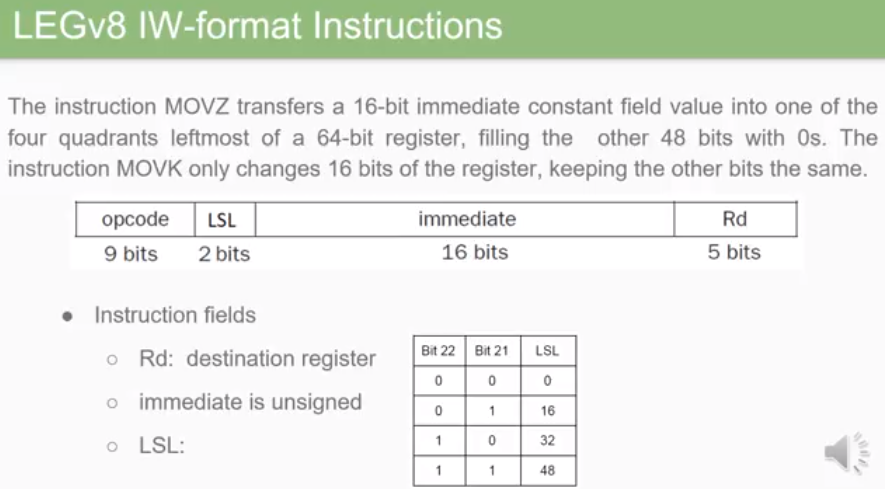 LEGv8 IW-format Instructions
The instruction MOVZ transfers a 16-bit immediate constant field value into one of the
four quadrants leftmost of a 64-bit register, filling the other 48 bits with 0s. The
instruction MOVK only changes 16 bits of the register, keeping the other bits the same.
opcode LSL immediate Rd
9 bits 2 bits 16 bits 5 bits
● Instruction fields
○ Rd: destination register
○ immediate is unsigned
○ LSL:
Bit 22 Bit 21 LSL
0 0 0
0 1 16
1 0 32
1 1 48